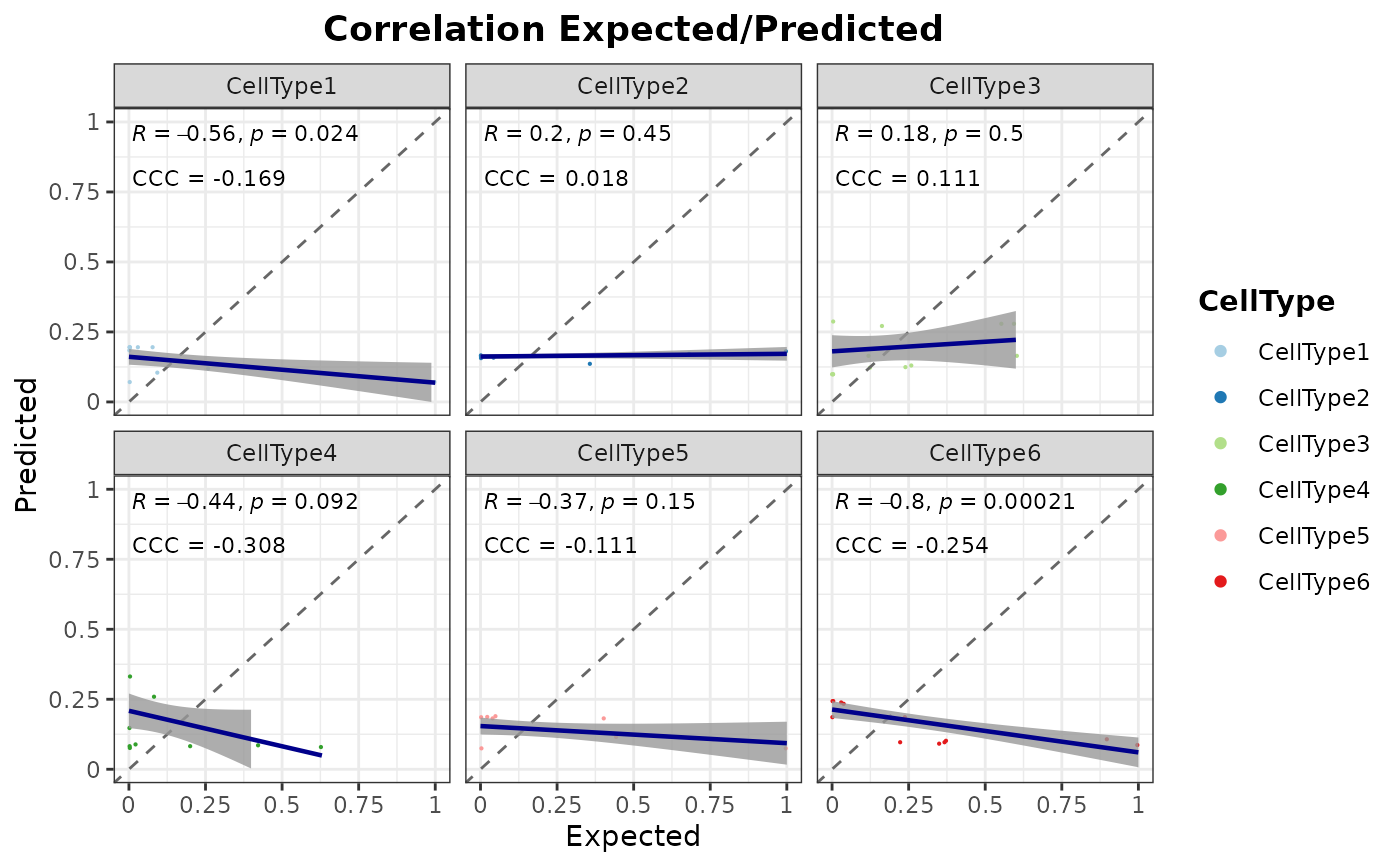 Correlation Expected/Predicted
CellType1 CellType2 CellType3
R = –0.56, p = 0.024 R = 0.2, p = 0.45 R = 0.18, p = 0.5
CCC = -0.169 CCC = 0.018 CCC = 0.111
1
0.75
0.5
0.25
0
CellType4 CellType5 CellType6
R = –0.44, p = 0.092 R = –0.37, p = 0.15 R = –0.8, p = 0.00021
CCC = -0.308 CCC = -0.111 CCC = -0.254
1
0.75
0.5
0.25
0
0 0.25 0.5 0.75 1 0 0.25 0.5 0.75 1 0 0.25 0.5 0.75 1
Expected
Predicted
CellType
CellType1
CellType2
CellType3
CellType4
CellType5
CellType6